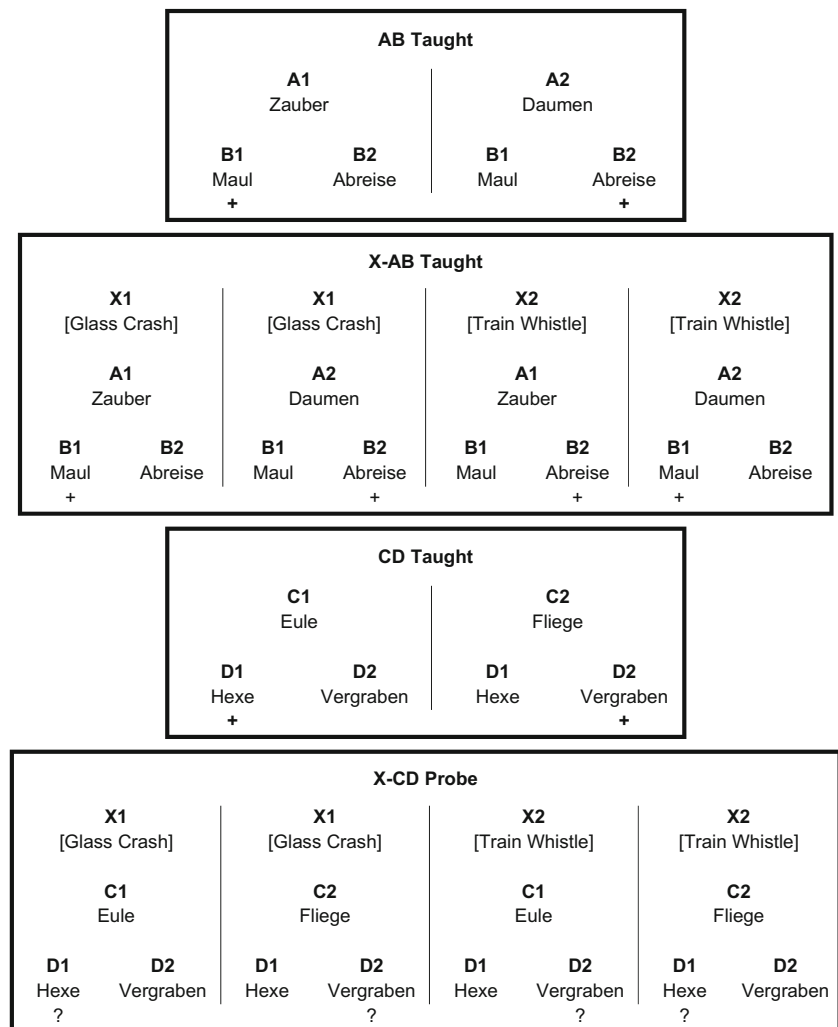 AB Taught
A1 A2
Zauber Daumen
B1 B2 B1 B2
Maul Abreise Maul Abreise
+ +
X-AB Taught
X1 X1 X2 X2
[Glass Crash] [Glass Crash] [Train Whistle] [Train Whistle]
A1 A2 A1 A2
Zauber Daumen Zauber Daumen
B1 B2 B1 B2 B1 B2 B1 B2
Maul Abreise Maul Abreise Maul Abreise Maul Abreise
+ + + +
CD Taught
C1 C2
Eule Fliege
D1 D2 D1 D2
Hexe Vergraben Hexe Vergraben
+ +
X-CD Probe
X1 X1 X2 X2
[Glass Crash] [Glass Crash] [Train Whistle] [Train Whistle]
C1 C2 C1 C2
Eule Fliege Eule Fliege
D1 D2 D1 D2 D1 D2 D1 D2
Hexe Vergraben Hexe Vergraben Hexe Vergraben Hexe Vergraben
? ? ? ?